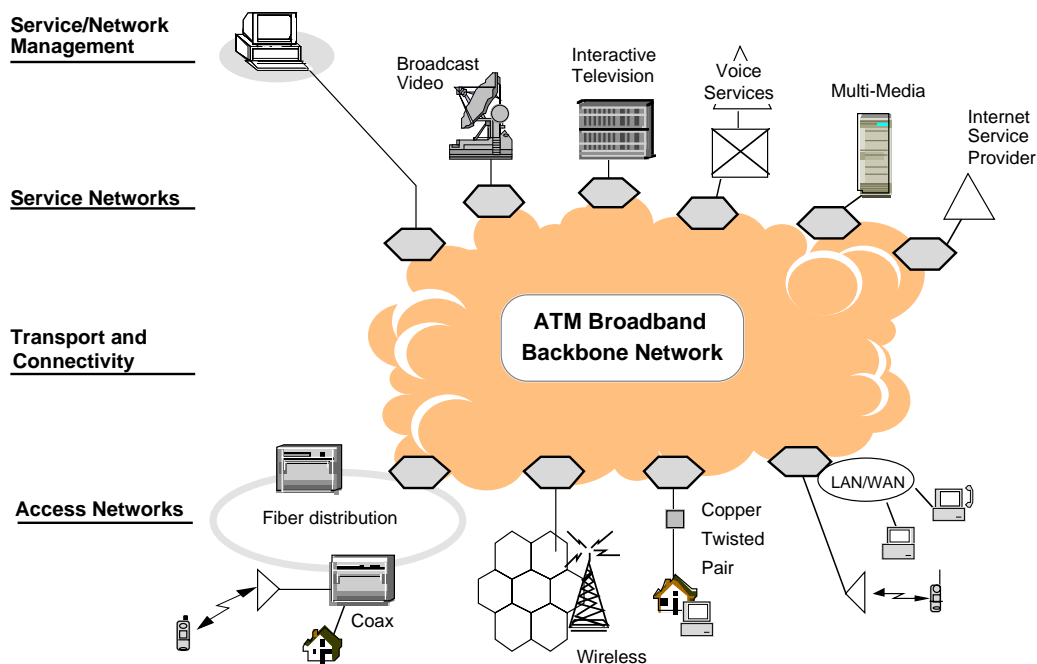 Service/Network
Management
Broadcast
Video
Interactive
Television
Voice
Services
Multi-Media
Internet
Service
Provider
Service Networks
ATM Broadband
Backbone Network
Transport and
Connectivity
Access Networks
Fiber distribution
Coax
Wireless
Copper
Twisted
Pair
LAN/WAN